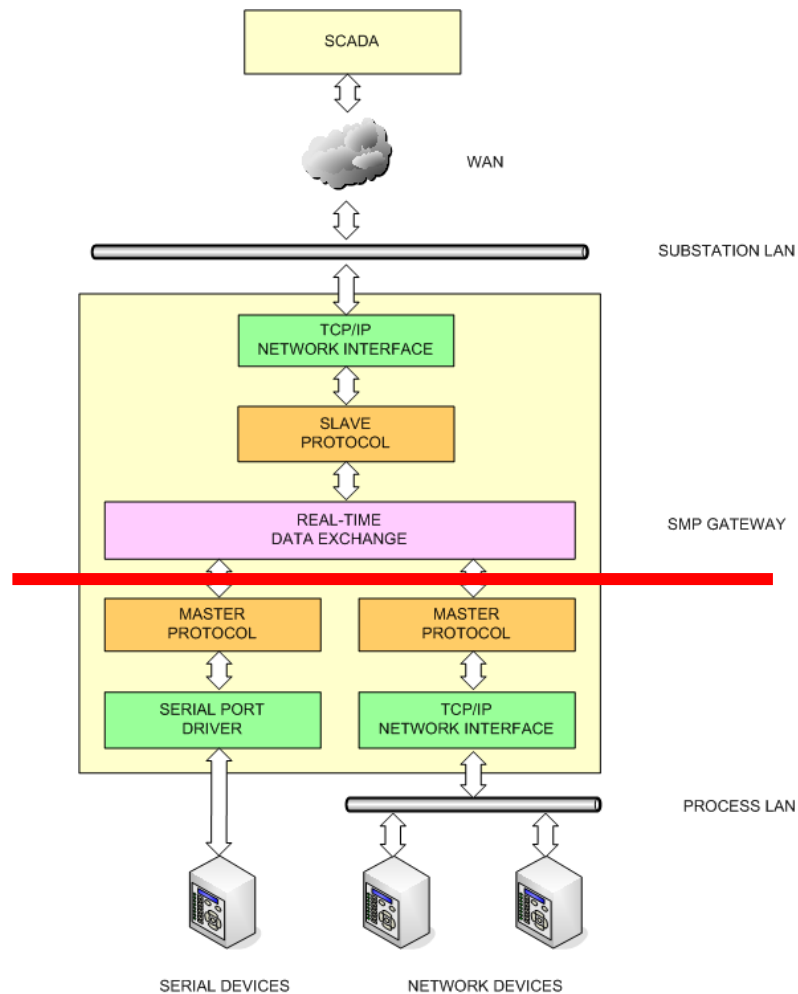 SCADA
WAN
SUBSTATION LAN
TCP/IP
NETWORK INTERFACE
SLAVE
PROTOCOL
REAL-TIME
DATA EXCHANGE
SMP GATEWAY
MASTER
PROTOCOL
MASTER
PROTOCOL
SERIAL PORT
DRIVER
TCP/IP
NETWORK INTERFACE
PROCESS LAN
SERIAL DEVICES
NETWORK DEVICES